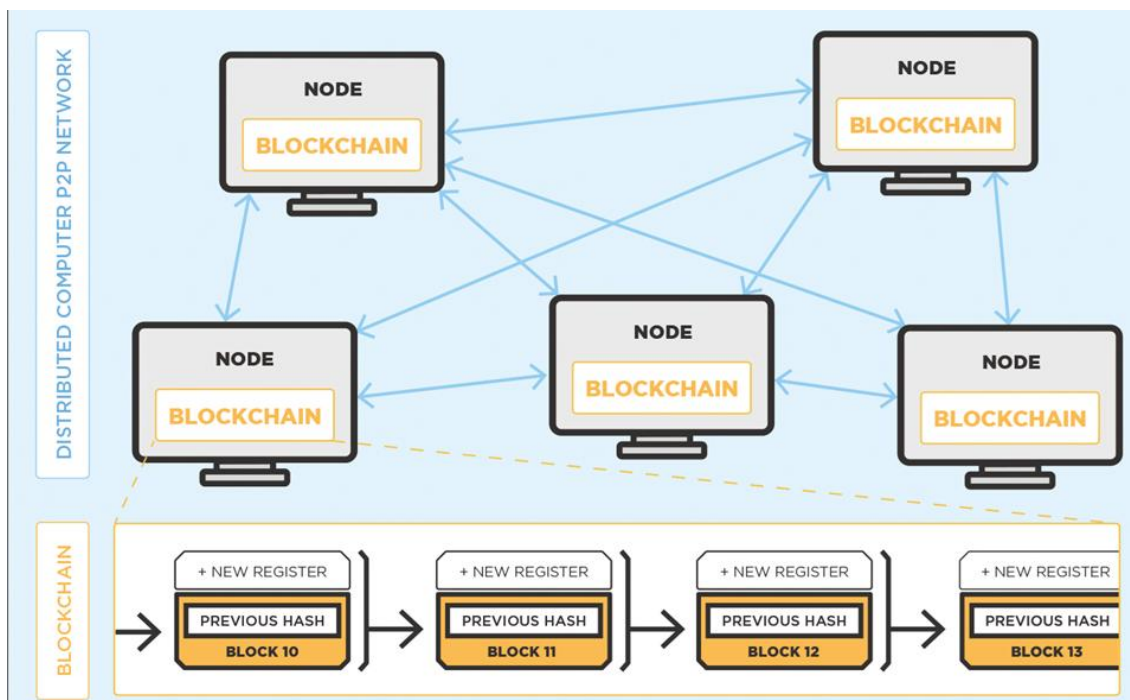 DISTRIBUTED COMPUTER P2P NETWORK
NODE
BLOCKCHAIN
NODE
BLOCKCHAIN
NODE
BLOCKCHAIN
NODE
BLOCKCHAIN
NODE
BLOCKCHAIN
BLOCKCHAIN
+ NEW REGISTER
PREVIOUS HASH
BLOCK 10
+ NEW REGISTER
PREVIOUS HASH
BLOCK 11
+ NEW REGISTER
PREVIOUS HASH
BLOCK 12
+ NEW REGISTER
PREVIOUS HASH
BLOCK 13